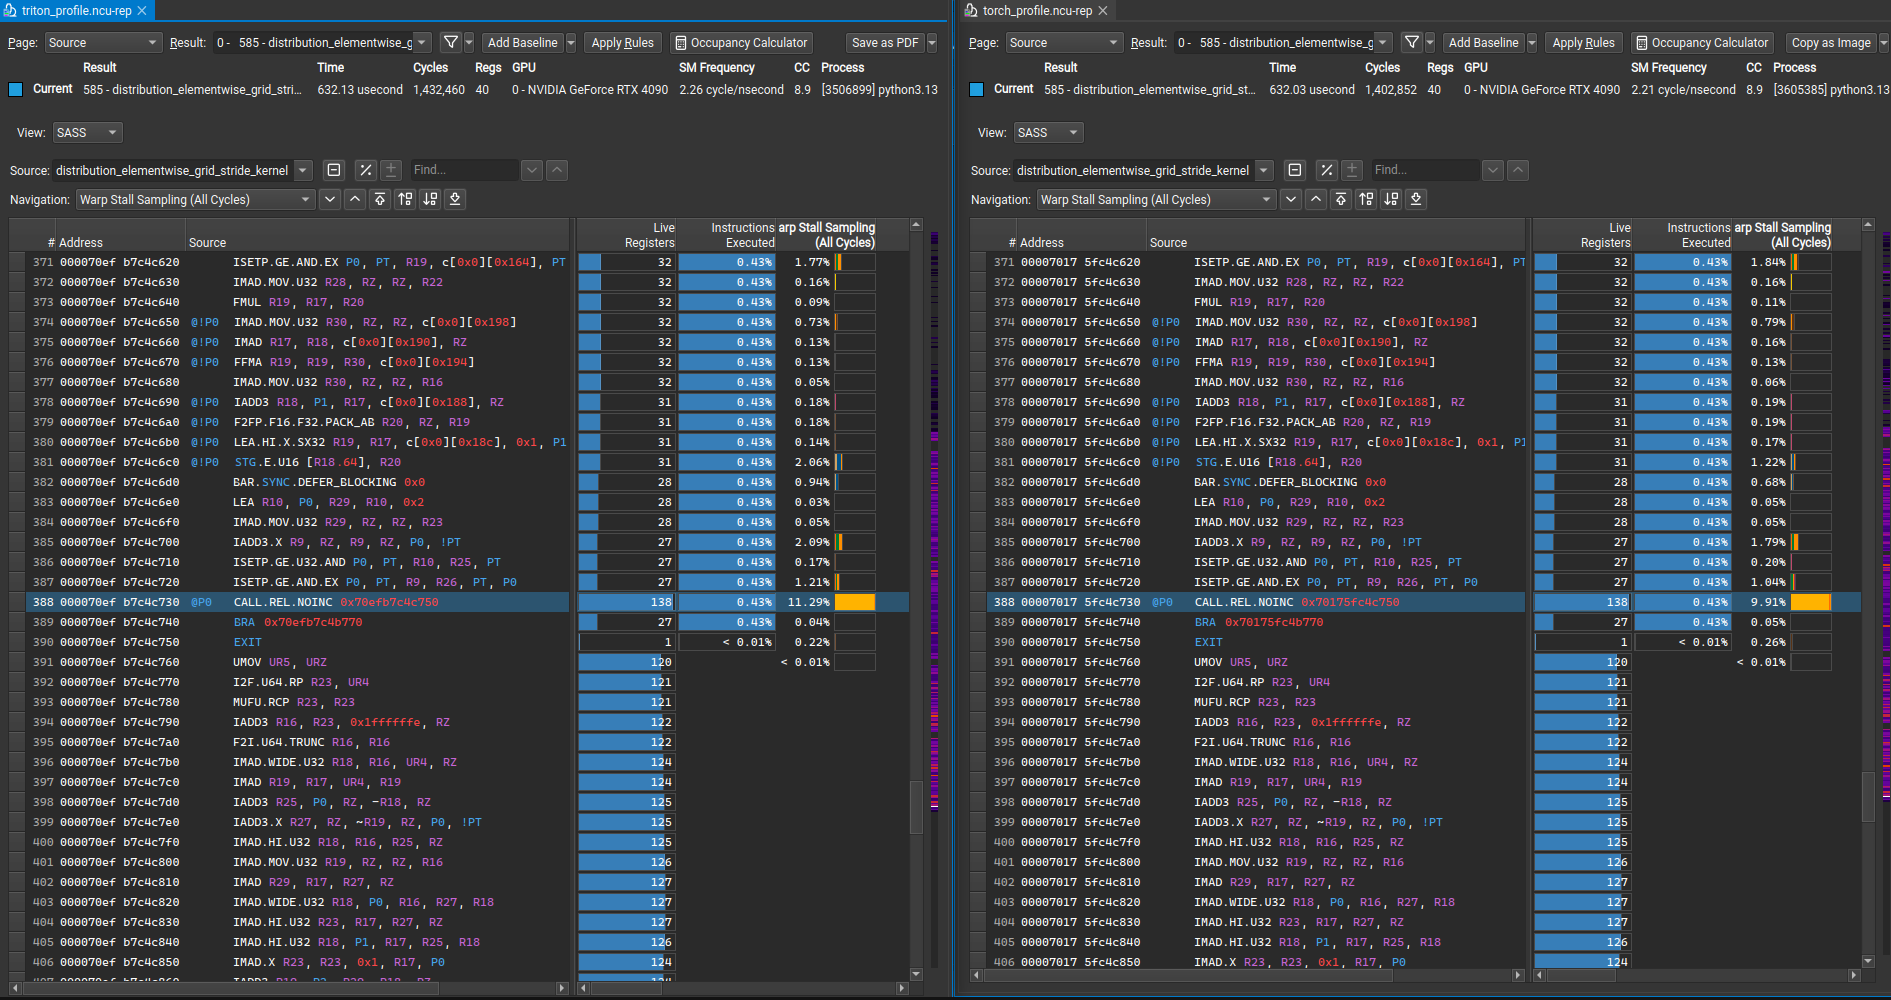 triton_profile.ncu-rep
Page: Source Result: 0 - 585 - distribution_elementwise_g Add Baseline Apply Rules Occupancy Calculator Save as PDF
Result Time Cycles Regs GPU SM Frequency CC Process
Current 585 - distribution_elementwise_grid_stri... 632.13 usecond 1,432,460 40 0 - NVIDIA GeForce RTX 4090 2.26 cycle/nsecond 8.9 [3506899] python3.13
View: SASS
Source: distribution_elementwise_grid_stride_kernel Find...
Navigation: Warp Stall Sampling (All Cycles)
Live Instructions arp Stall Sampling
# Address Source Registers Executed (All Cycles)
371 000070ef b7c4c620 ISETP.GE.AND.EX P0, PT, R19, c[0x0][0x164], PT 32 0.43% 1.77%
372 000070ef b7c4c630 IMAD.MOV.U32 R28, RZ, RZ, R22 32 0.43% 0.16%
373 000070ef b7c4c640 FMUL R19, R17, R20 32 0.43% 0.09%
374 000070ef b7c4c650 @!P0 IMAD.MOV.U32 R30, RZ, RZ, c[0x0][0x198] 32 0.43% 0.73%
375 000070ef b7c4c660 @!P0 IMAD R17, R18, c[0x0][0x190], RZ 32 0.43% 0.13%
376 000070ef b7c4c670 @!P0 FFMA R19, R19, R30, c[0x0][0x194] 32 0.43% 0.13%
377 000070ef b7c4c680 IMAD.MOV.U32 R30, RZ, RZ, R16 32 0.43% 0.05%
378 000070ef b7c4c690 @!P0 IADD3 R18, P1, R17, c[0x0][0x188], RZ 31 0.43% 0.18%
379 000070ef b7c4c6a0 @!P0 F2FP.F16.F32.PACK_AB R20, RZ, R19 31 0.43% 0.18%
380 000070ef b7c4c6b0 @!P0 LEA.HI.X.SX32 R19, R17, c[0x0][0x18c], 0x1, P1 31 0.43% 0.14%
381 000070ef b7c4c6c0 @!P0 STG.E.U16 [R18.64], R20 31 0.43% 2.06%
382 000070ef b7c4c6d0 BAR.SYNC.DEFER_BLOCKING 0x0 28 0.43% 0.94%
383 000070ef b7c4c6e0 LEA R10, P0, R29, R10, 0x2 28 0.43% 0.03%
384 000070ef b7c4c6f0 IMAD.MOV.U32 R29, RZ, RZ, R23 28 0.43% 0.05%
385 000070ef b7c4c700 IADD3.X R9, RZ, R9, RZ, P0, !PT 27 0.43% 2.09%
386 000070ef b7c4c710 ISETP.GE.U32.AND P0, PT, R10, R25, PT 27 0.43% 0.17%
387 000070ef b7c4c720 ISETP.GE.AND.EX P0, PT, R9, R26, PT, P0 27 0.43% 1.21%
388 000070ef b7c4c730 @P0 CALL.REL.NOINC 0x70efb7c4c750 138 0.43% 11.29%
389 000070ef b7c4c740 BRA 0x70efb7c4b770 27 0.43% 0.04%
390 000070ef b7c4c750 EXIT 1 < 0.01% 0.22%
391 000070ef b7c4c760 UMOV UR5, URZ 120 < 0.01%
392 000070ef b7c4c770 I2F.U64.RP R23, UR4 121
393 000070ef b7c4c780 MUFU.RCP R23, R23 121
394 000070ef b7c4c790 IADD3 R16, R23, 0x1ffffffe, RZ 122
395 000070ef b7c4c7a0 F2I.U64.TRUNC R16, R16 122
396 000070ef b7c4c7b0 IMAD.WIDE.U32 R18, R16, UR4, RZ 124
397 000070ef b7c4c7c0 IMAD R19, R17, UR4, R19 124
398 000070ef b7c4c7d0 IADD3 R25, P0, RZ, -R18, RZ 125
399 000070ef b7c4c7e0 IADD3.X R27, RZ, ~R19, RZ, P0, !PT 125
400 000070ef b7c4c7f0 IMAD.HI.U32 R18, R16, R25, RZ 125
401 000070ef b7c4c800 IMAD.MOV.U32 R19, RZ, RZ, R16 126
402 000070ef b7c4c810 IMAD R29, R17, R27, RZ 127
403 000070ef b7c4c820 IMAD.WIDE.U32 R18, P0, R16, R27, R18 127
404 000070ef b7c4c830 IMAD.HI.U32 R23, R17, R27, RZ 127
405 000070ef b7c4c840 IMAD.HI.U32 R18, P1, R17, R25, R18 126
406 000070ef b7c4c850 IMAD.X R23, R23, 0x1, R17, P0 124
torch_profile.ncu-rep
Page: Source Result: 0 - 585 - distribution_elementwise_g Add Baseline Apply Rules Occupancy Calculator Copy as Image
Result Time Cycles Regs GPU SM Frequency CC Process
Current 585 - distribution_elementwise_grid_st... 632.03 usecond 1,402,852 40 0 - NVIDIA GeForce RTX 4090 2.21 cycle/nsecond 8.9 [3605385] python3.13
View: SASS
Source: distribution_elementwise_grid_stride_kernel Find...
Navigation: Warp Stall Sampling (All Cycles)
Live Instructions arp Stall Sampling
# Address Source Registers Executed (All Cycles)
371 00007017 5fc4c620 ISETP.GE.AND.EX P0, PT, R19, c[0x0][0x164], PT 32 0.43% 1.84%
372 00007017 5fc4c630 IMAD.MOV.U32 R28, RZ, RZ, R22 32 0.43% 0.16%
373 00007017 5fc4c640 FMUL R19, R17, R20 32 0.43% 0.11%
374 00007017 5fc4c650 @!P0 IMAD.MOV.U32 R30, RZ, RZ, c[0x0][0x198] 32 0.43% 0.79%
375 00007017 5fc4c660 @!P0 IMAD R17, R18, c[0x0][0x190], RZ 32 0.43% 0.16%
376 00007017 5fc4c670 @!P0 FFMA R19, R19, R30, c[0x0][0x194] 32 0.43% 0.13%
377 00007017 5fc4c680 IMAD.MOV.U32 R30, RZ, RZ, R16 32 0.43% 0.06%
378 00007017 5fc4c690 @!P0 IADD3 R18, P1, R17, c[0x0][0x188], RZ 31 0.43% 0.19%
379 00007017 5fc4c6a0 @!P0 F2FP.F16.F32.PACK_AB R20, RZ, R19 31 0.43% 0.19%
380 00007017 5fc4c6b0 @!P0 LEA.HI.X.SX32 R19, R17, c[0x0][0x18c], 0x1, P1 31 0.43% 0.17%
381 00007017 5fc4c6c0 @!P0 STG.E.U16 [R18.64], R20 31 0.43% 1.22%
382 00007017 5fc4c6d0 BAR.SYNC.DEFER_BLOCKING 0x0 28 0.43% 0.68%
383 00007017 5fc4c6e0 LEA R10, P0, R29, R10, 0x2 28 0.43% 0.05%
384 00007017 5fc4c6f0 IMAD.MOV.U32 R29, RZ, RZ, R23 28 0.43% 0.05%
385 00007017 5fc4c700 IADD3.X R9, RZ, R9, RZ, P0, !PT 27 0.43% 1.79%
386 00007017 5fc4c710 ISETP.GE.U32.AND P0, PT, R10, R25, PT 27 0.43% 0.20%
387 00007017 5fc4c720 ISETP.GE.AND.EX P0, PT, R9, R26, PT, P0 27 0.43% 1.04%
388 00007017 5fc4c730 @P0 CALL.REL.NOINC 0x70175fc4c750 138 0.43% 9.91%
389 00007017 5fc4c740 BRA 0x70175fc4b770 27 0.43% 0.05%
390 00007017 5fc4c750 EXIT 1 < 0.01% 0.26%
391 00007017 5fc4c760 UMOV UR5, URZ 120 < 0.01%
392 00007017 5fc4c770 I2F.U64.RP R23, UR4 121
393 00007017 5fc4c780 MUFU.RCP R23, R23 121
394 00007017 5fc4c790 IADD3 R16, R23, 0x1ffffffe, RZ 122
395 00007017 5fc4c7a0 F2I.U64.TRUNC R16, R16 122
396 00007017 5fc4c7b0 IMAD.WIDE.U32 R18, R16, UR4, RZ 124
397 00007017 5fc4c7c0 IMAD R19, R17, UR4, R19 124
398 00007017 5fc4c7d0 IADD3 R25, P0, RZ, -R18, RZ 125
399 00007017 5fc4c7e0 IADD3.X R27, RZ, ~R19, RZ, P0, !PT 125
400 00007017 5fc4c7f0 IMAD.HI.U32 R18, R16, R25, RZ 125
401 00007017 5fc4c800 IMAD.MOV.U32 R19, RZ, RZ, R16 126
402 00007017 5fc4c810 IMAD R29, R17, R27, RZ 127
403 00007017 5fc4c820 IMAD.WIDE.U32 R18, P0, R16, R27, R18 127
404 00007017 5fc4c830 IMAD.HI.U32 R23, R17, R27, RZ 127
405 00007017 5fc4c840 IMAD.HI.U32 R18, P1, R17, R25, R18 126
406 00007017 5fc4c850 IMAD.X R23, R23, 0x1, R17, P0 124